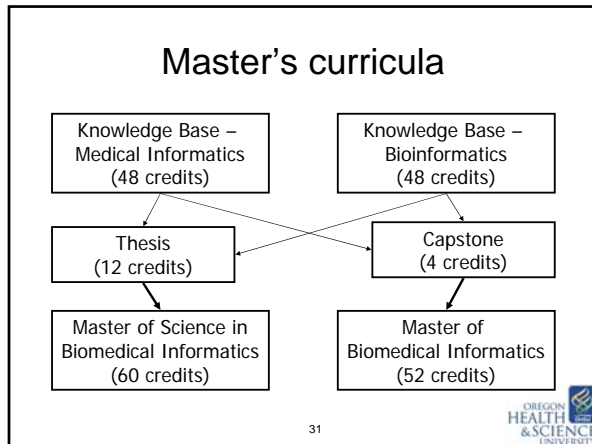 Master's curricula
Knowledge Base –
Medical Informatics
(48 credits)
Knowledge Base –
Bioinformatics
(48 credits)
Thesis
(12 credits)
Capstone
(4 credits)
Master of Science in
Biomedical Informatics
(60 credits)
Master of
Biomedical Informatics
(52 credits)
31
OREGON
HEALTH
& SCIENCE
UNIVERSITY